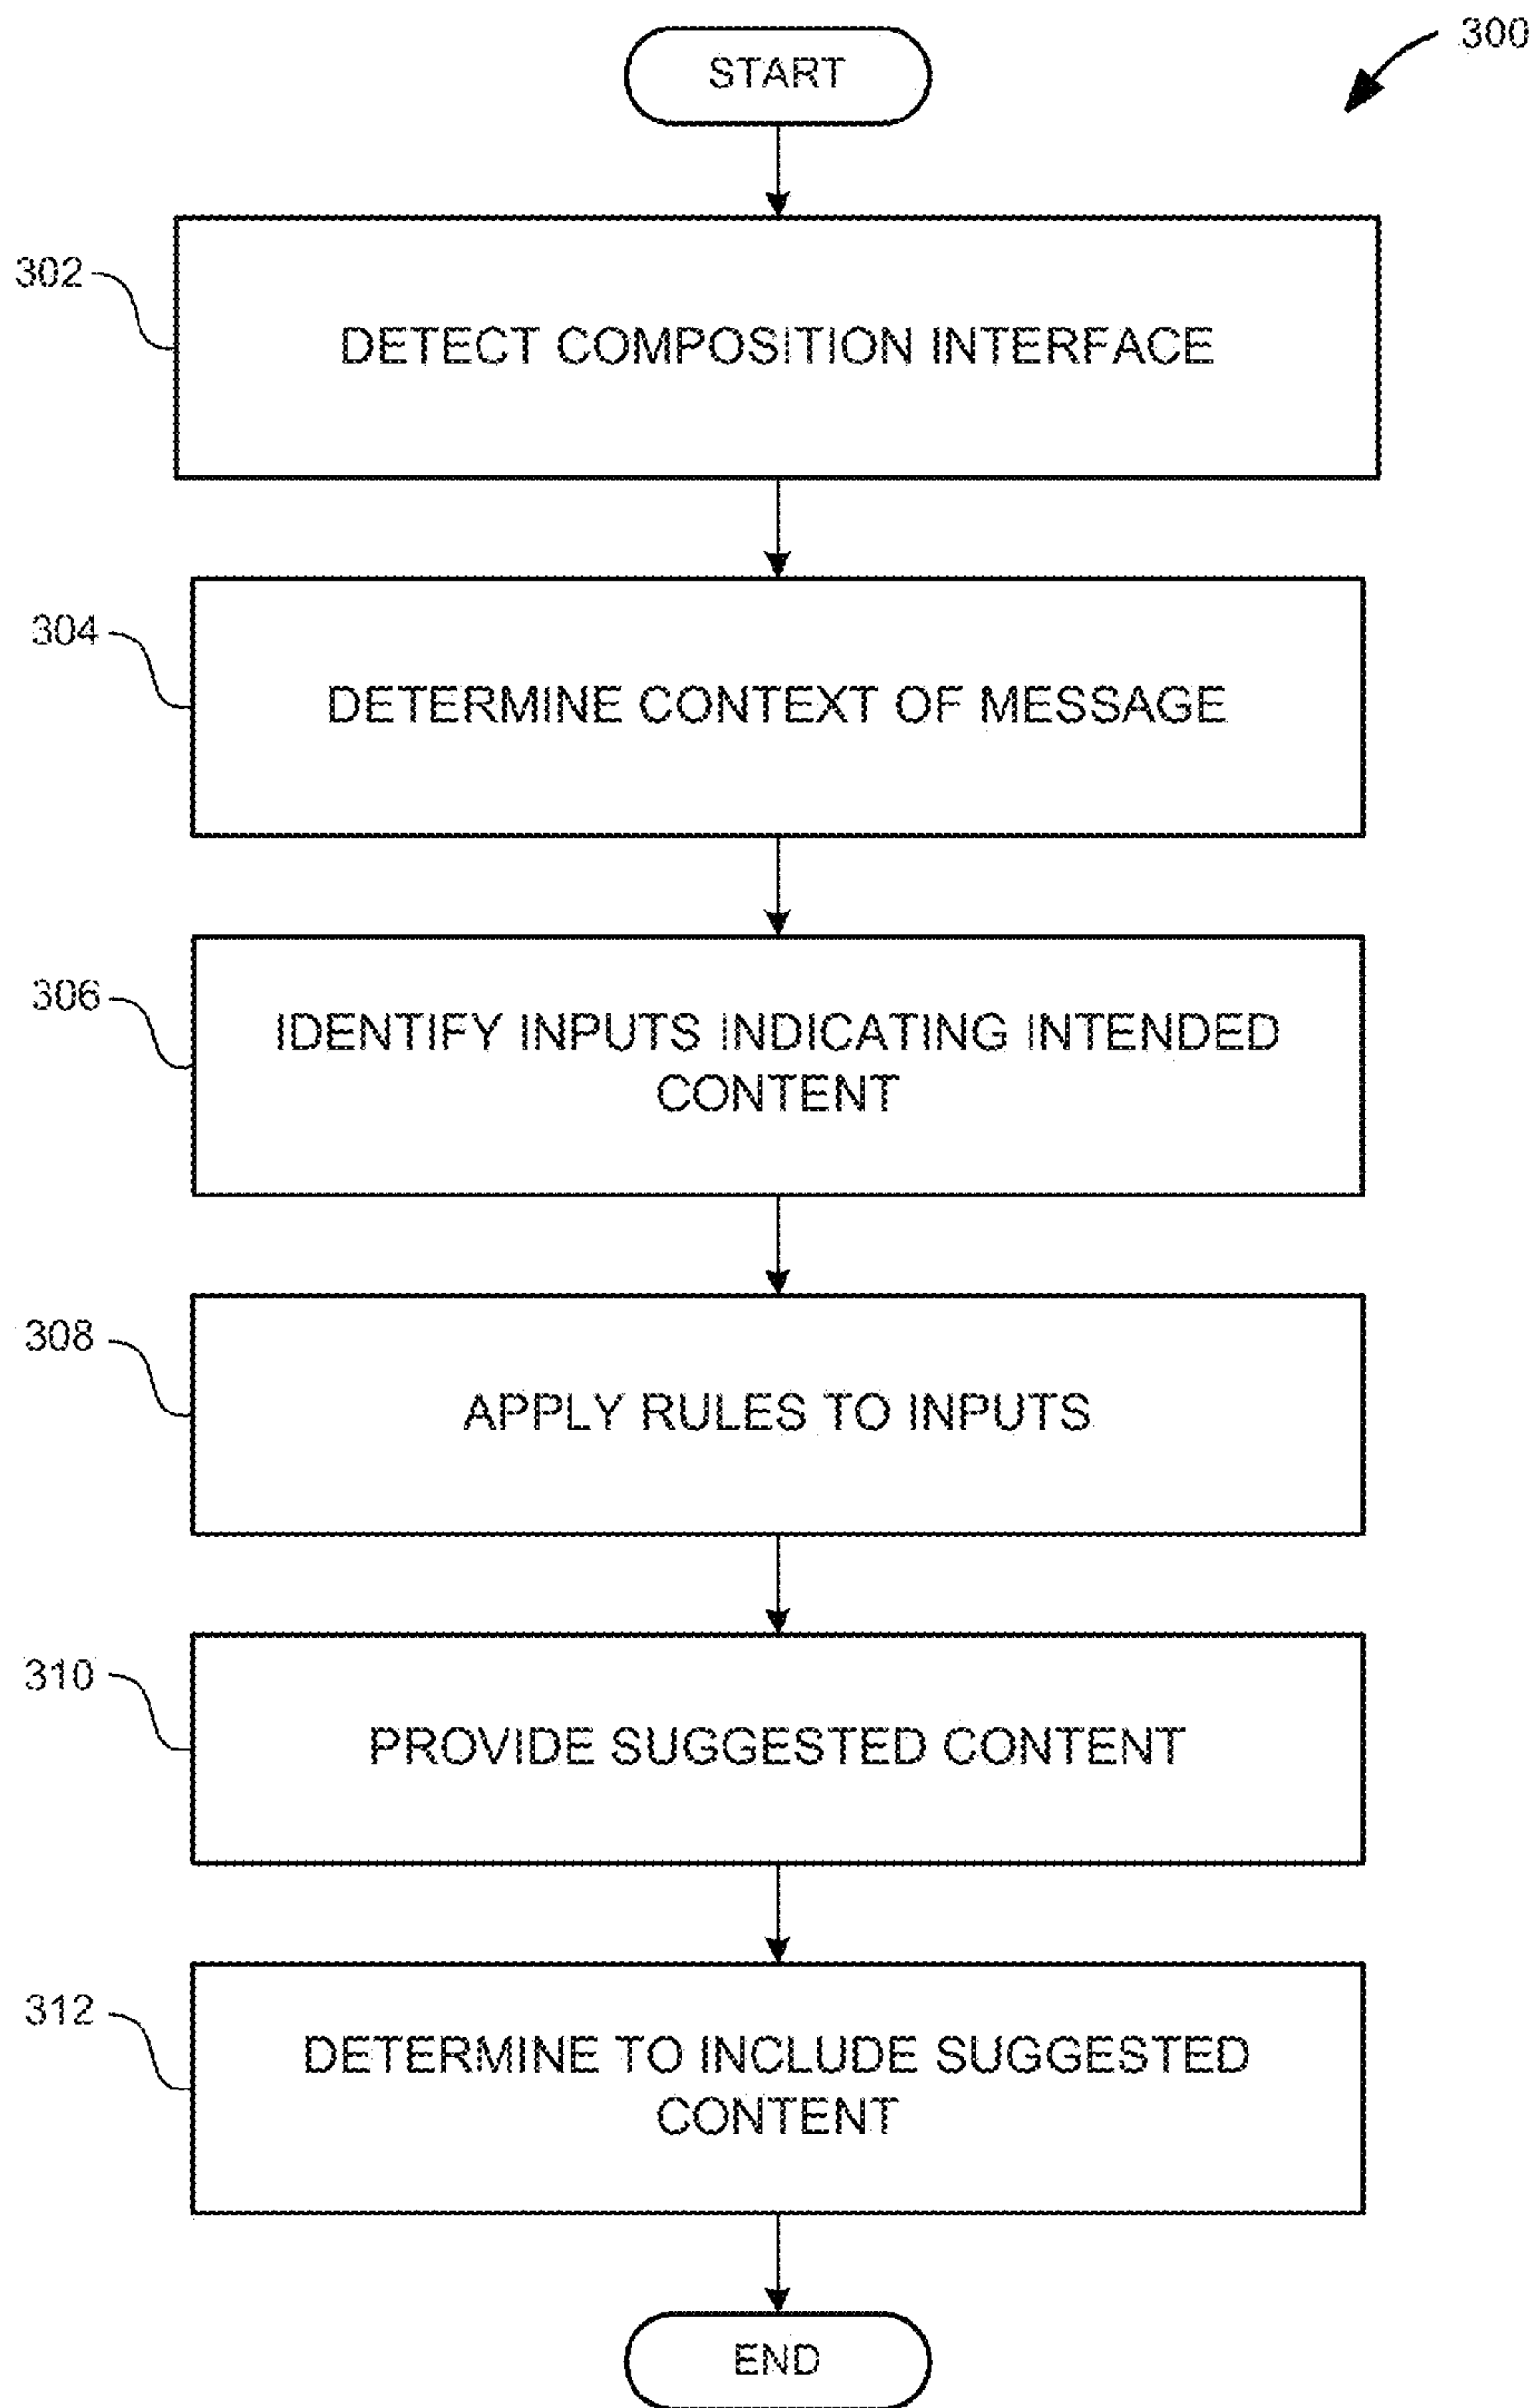 300
START
302
DETECT COMPOSITION INTERFACE
304
DETERMINE CONTEXT OF MESSAGE
306
IDENTIFY INPUTS INDICATING INTENDED
CONTENT
308
APPLY RULES TO INPUTS
310
PROVIDE SUGGESTED CONTENT
312
DETERMINE TO INCLUDE SUGGESTED
CONTENT
END